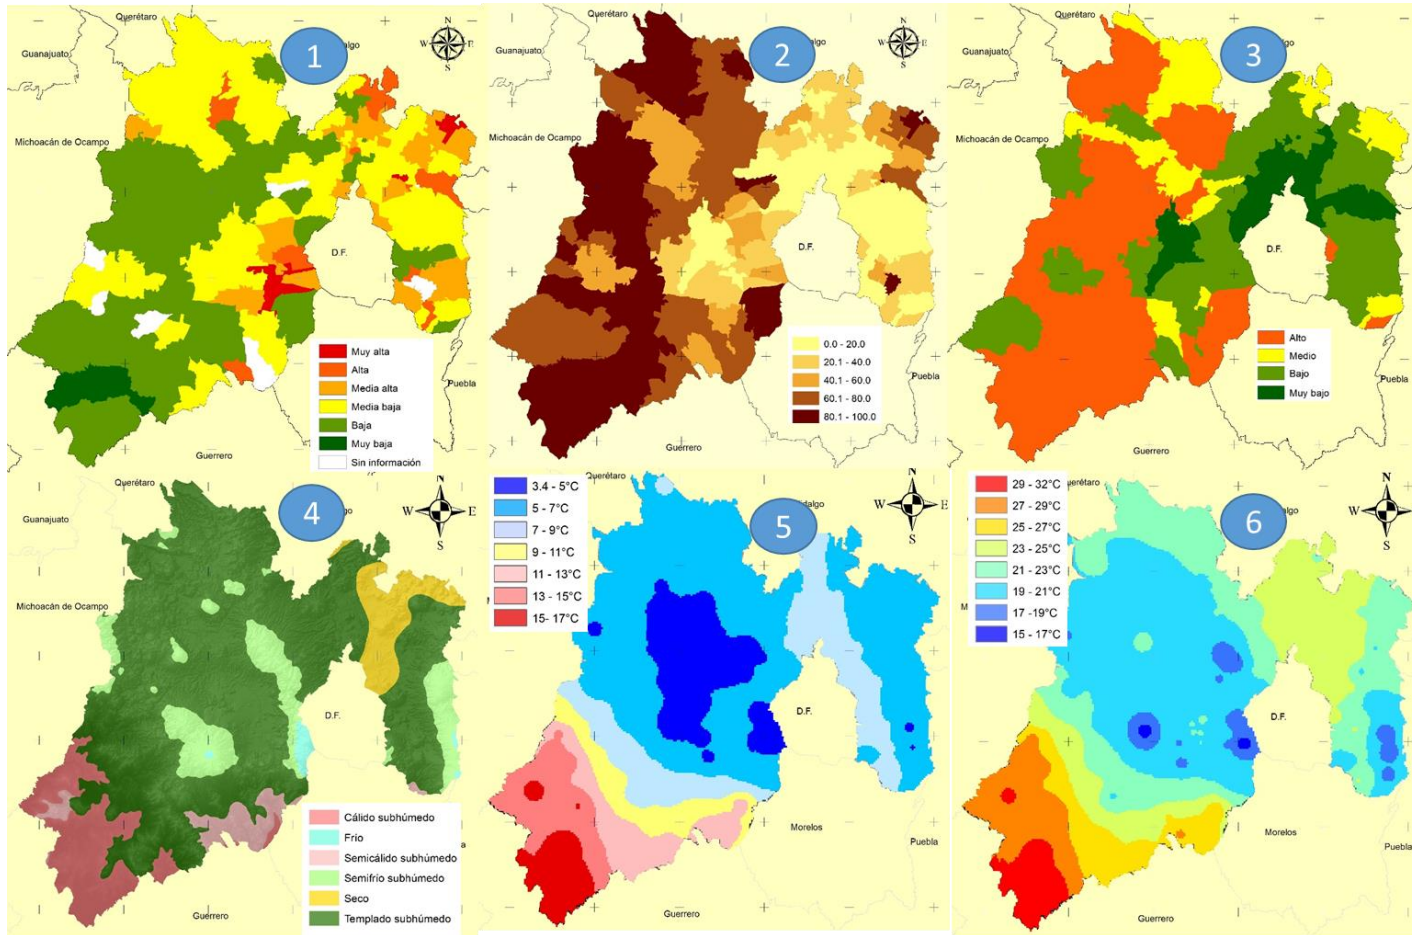 Querétaro
algo
Guanajuato
1
N
E
S
Michoacán de Ocampo
D.F.
Puebla
Guerrero
Muy alta
Alta
Media alta
Media baja
Baja
Muy baja
Sin información
Querétaro
Guanajuato
2
N
W
E
S
Michoacán de Ocampo
D.F.
Puebla
Guerrero
0.0 - 20.0
20.1 - 40.0
40.1 - 60.0
60.1 - 80.0
80.1 - 100.0
Querétaro
lgo
Guanajuato
3
Michoacán de Ocampo
D.F.
Puebla
Guerrero
Alto
Medio
Bajo
Muy bajo
Querétaro
lgo
Guanajuato
4
N
W
E
S
Michoacán de Ocampo
D.F.
Guerrero
Cálido subhúmedo
Frío
Semicálido subhúmedo
Semifrío subhúmedo
Seco
Templado subhúmedo
Querétaro
idalgo
5
N
W
E
S
3.4 - 5°C
5 - 7°C
7 - 9°C
9 - 11°C
11 - 13°C
13 - 15°C
15- 17°C
D.F.
Morelos
Puebla
Guerrero
uerétaro
algo
6
N
W
E
S
29 - 32°C
27 - 29°C
25 - 27°C
23 - 25°C
21 - 23°C
19 - 21°C
17 -19°C
15 - 17°C
D.F.
Morelos
Puebla
Guerrero